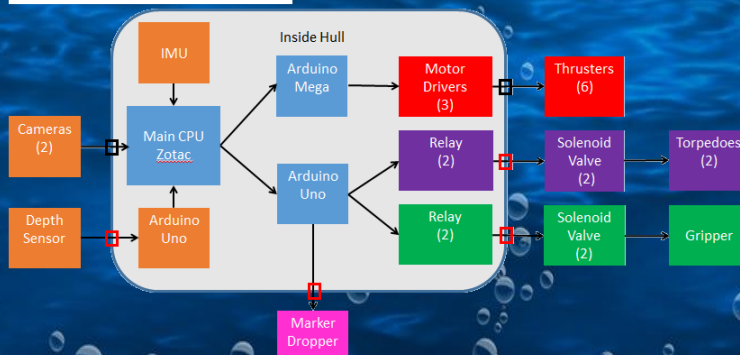 Inside Hull
IMU
Arduino
Mega
Motor
Drivers
(3)
Thrusters
(6)
Cameras
(2)
Main CPU
Zotac
Relay
(2)
Solenoid
Valve
(2)
Torpedoes
(2)
Arduino
Uno
Depth
Sensor
Arduino
Uno
Relay
(2)
Solenoid
Valve
(2)
Gripper
Marker
Dropper